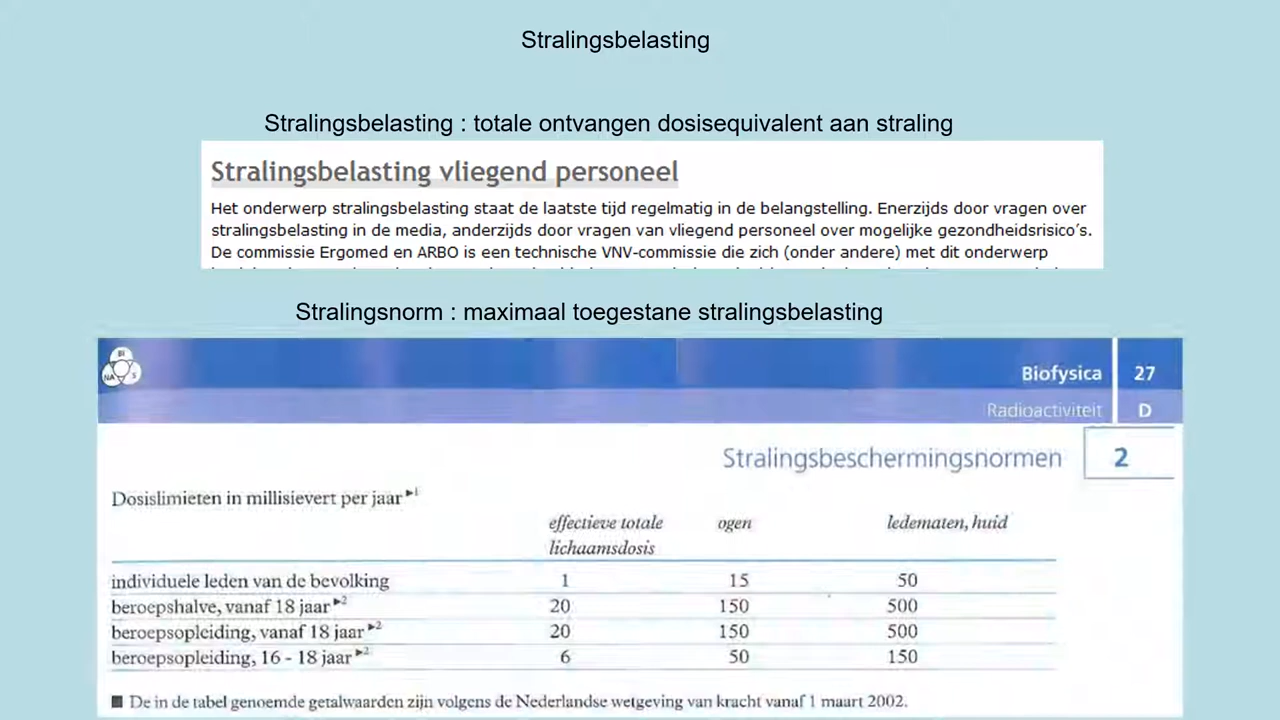 Stralingsbelasting
Stralingsbelasting : totale ontvangen dosisequivalent aan straling
Stralingsbelasting vliegend personeel
Het onderwerp stralingsbelasting staat de laatste tijd regelmatig in de belangstelling. Enerzijds door vragen over
stralingsbelasting in de media, anderzijds door vragen van vliegend personeel over mogelijke gezondheidsrisico's.
De commissie Ergomed en ARBO is een technische VNV-commissie die zich (onder andere) met dit onderwerp
Stralingsnorm : maximaal toegestane stralingsbelasting
BI
NA S
Biofysica 27
Radioactiviteit D
Stralingsbeschermingsnormen 2
Dosislimieten in millisievert per jaar ▶1
effectieve totale ogen ledematen, huid
lichaamsdosis
individuele leden van de bevolking 1 15 50
beroepshalve, vanaf 18 jaar ▶2 20 150 500
beroepsopleiding, vanaf 18 jaar ▶2 20 150 500
beroepsopleiding, 16 - 18 jaar ▶2 6 50 150
■ De in de tabel genoemde getalwaarden zijn volgens de Nederlandse wetgeving van kracht vanaf 1 maart 2002.